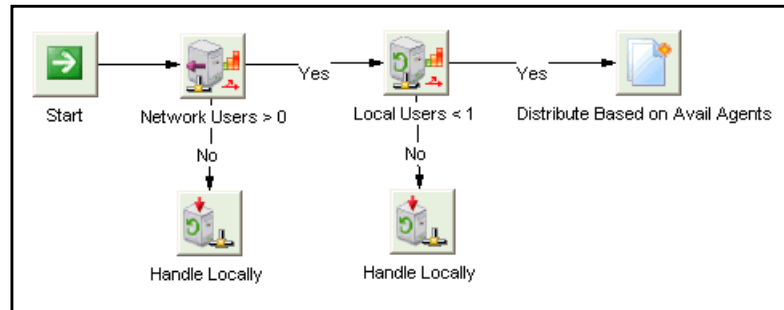 Yes
Yes
Start
Network Users > 0
Local Users < 1
Distribute Based on Avail Agents
No
No
Handle Locally
Handle Locally